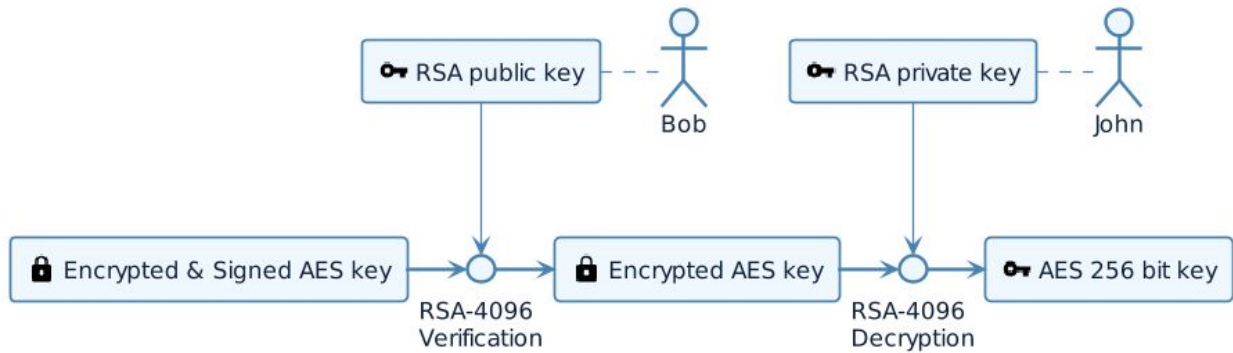 RSA public key
Bob
RSA private key
John
Encrypted & Signed AES key
RSA-4096
Verification
Encrypted AES key
RSA-4096
Decryption
AES 256 bit key